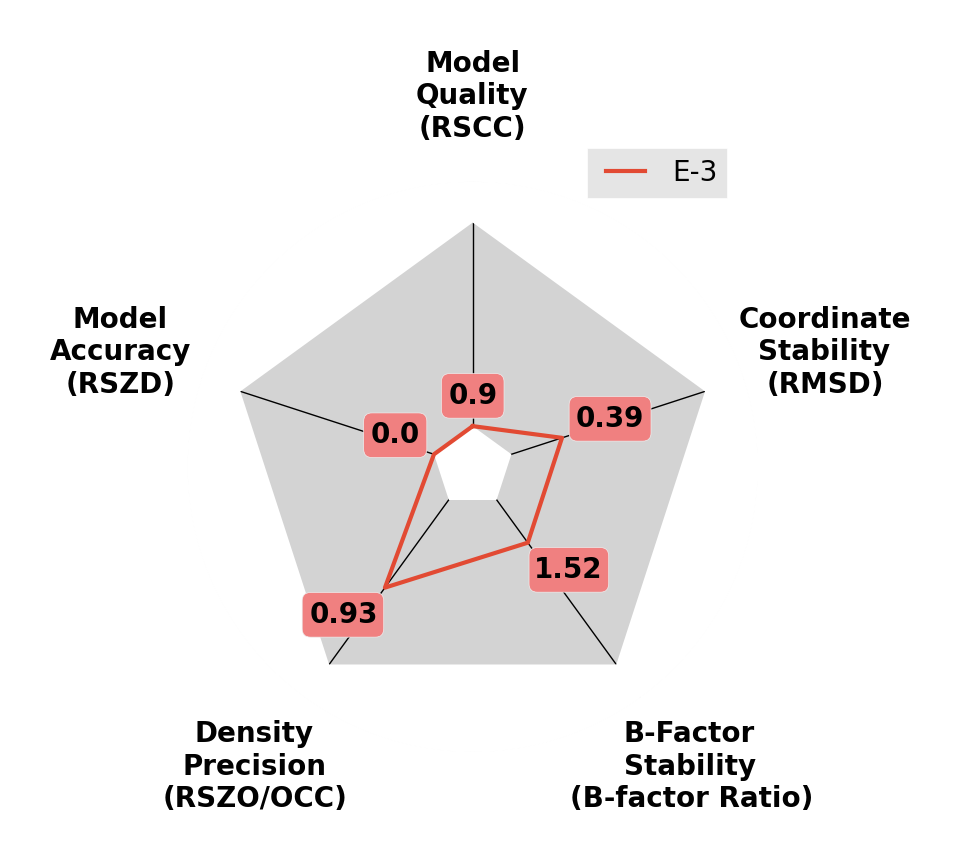 Model
Quality
(RSCC)
E-3
Model
Accuracy
(RSZD)
Coordinate
Stability
(RMSD)
0.9
0.39
0.0
1.52
0.93
Density
Precision
(RSZO/OCC)
B-Factor
Stability
(B-factor Ratio)